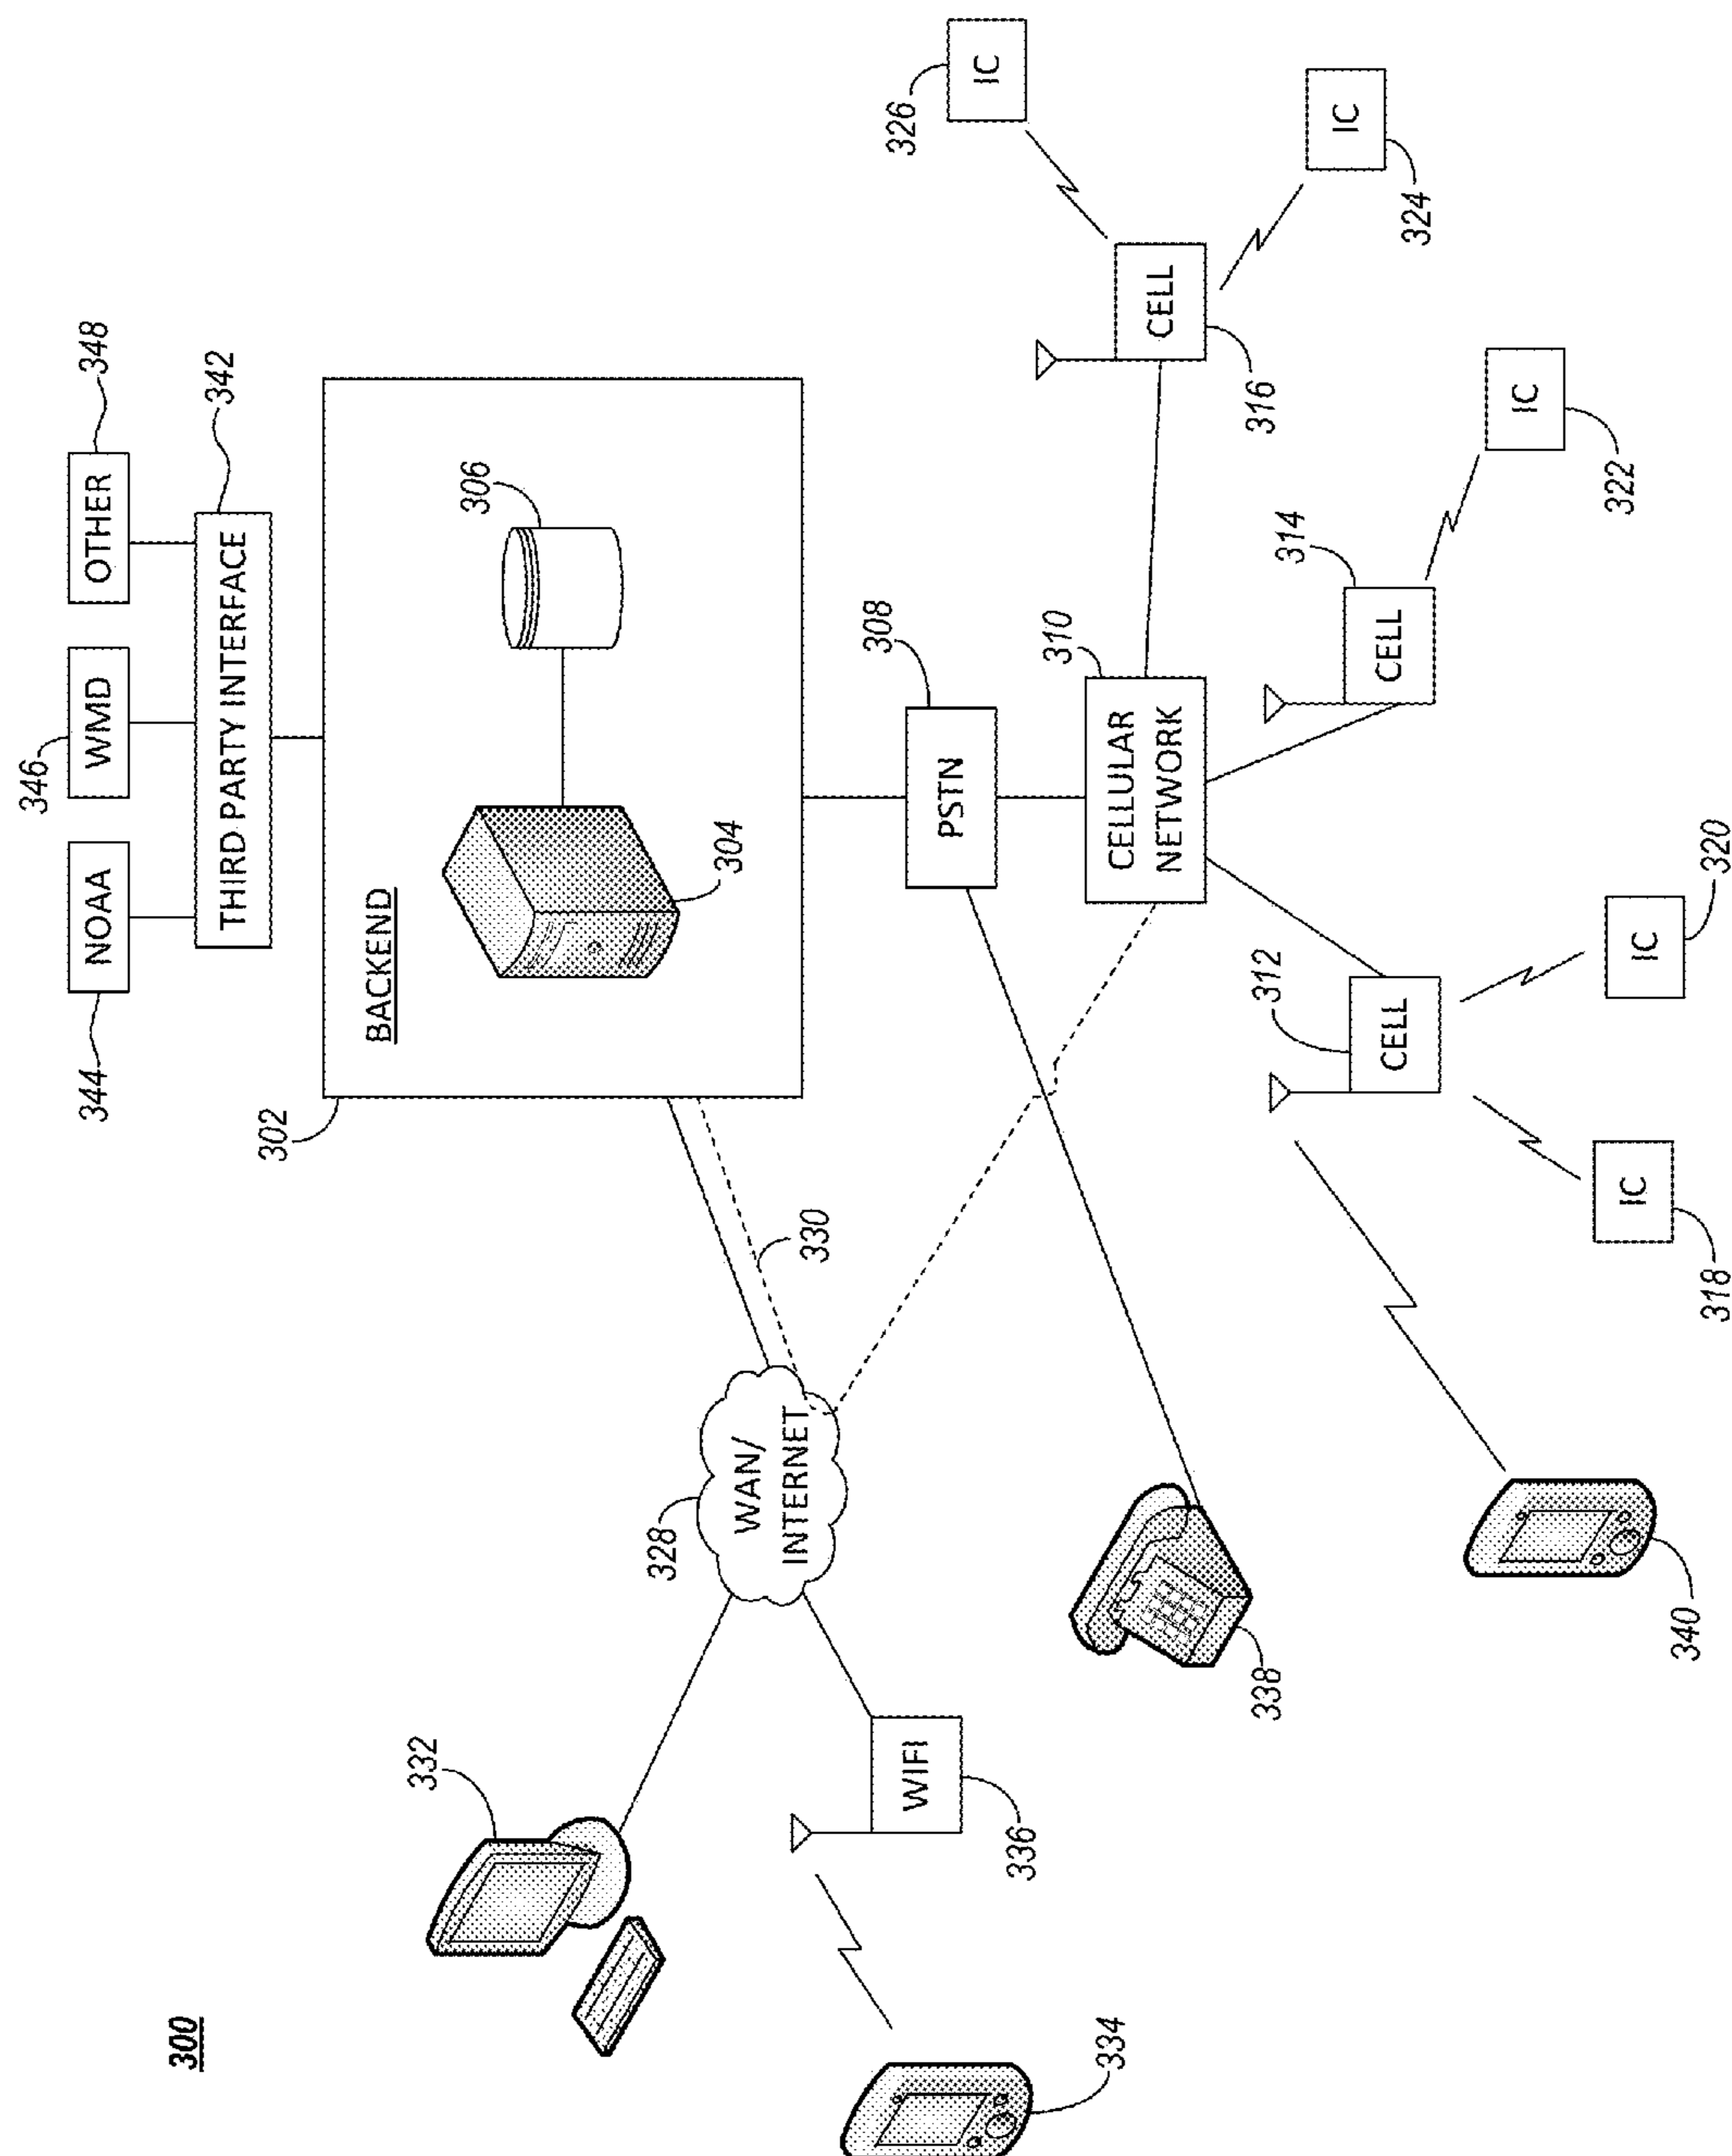 300
344
NOAA
346
WMD
OTHER
348
THIRD PARTY INTERFACE
342
302
BACKEND
304
306
332
328
WAN/
INTERNET
330
PSTN
308
334
WIFI
336
CELLULAR
NETWORK
310
338
340
312
CELL
CELL
314
CELL
316
IC
318
IC
320
IC
322
IC
324
IC
326